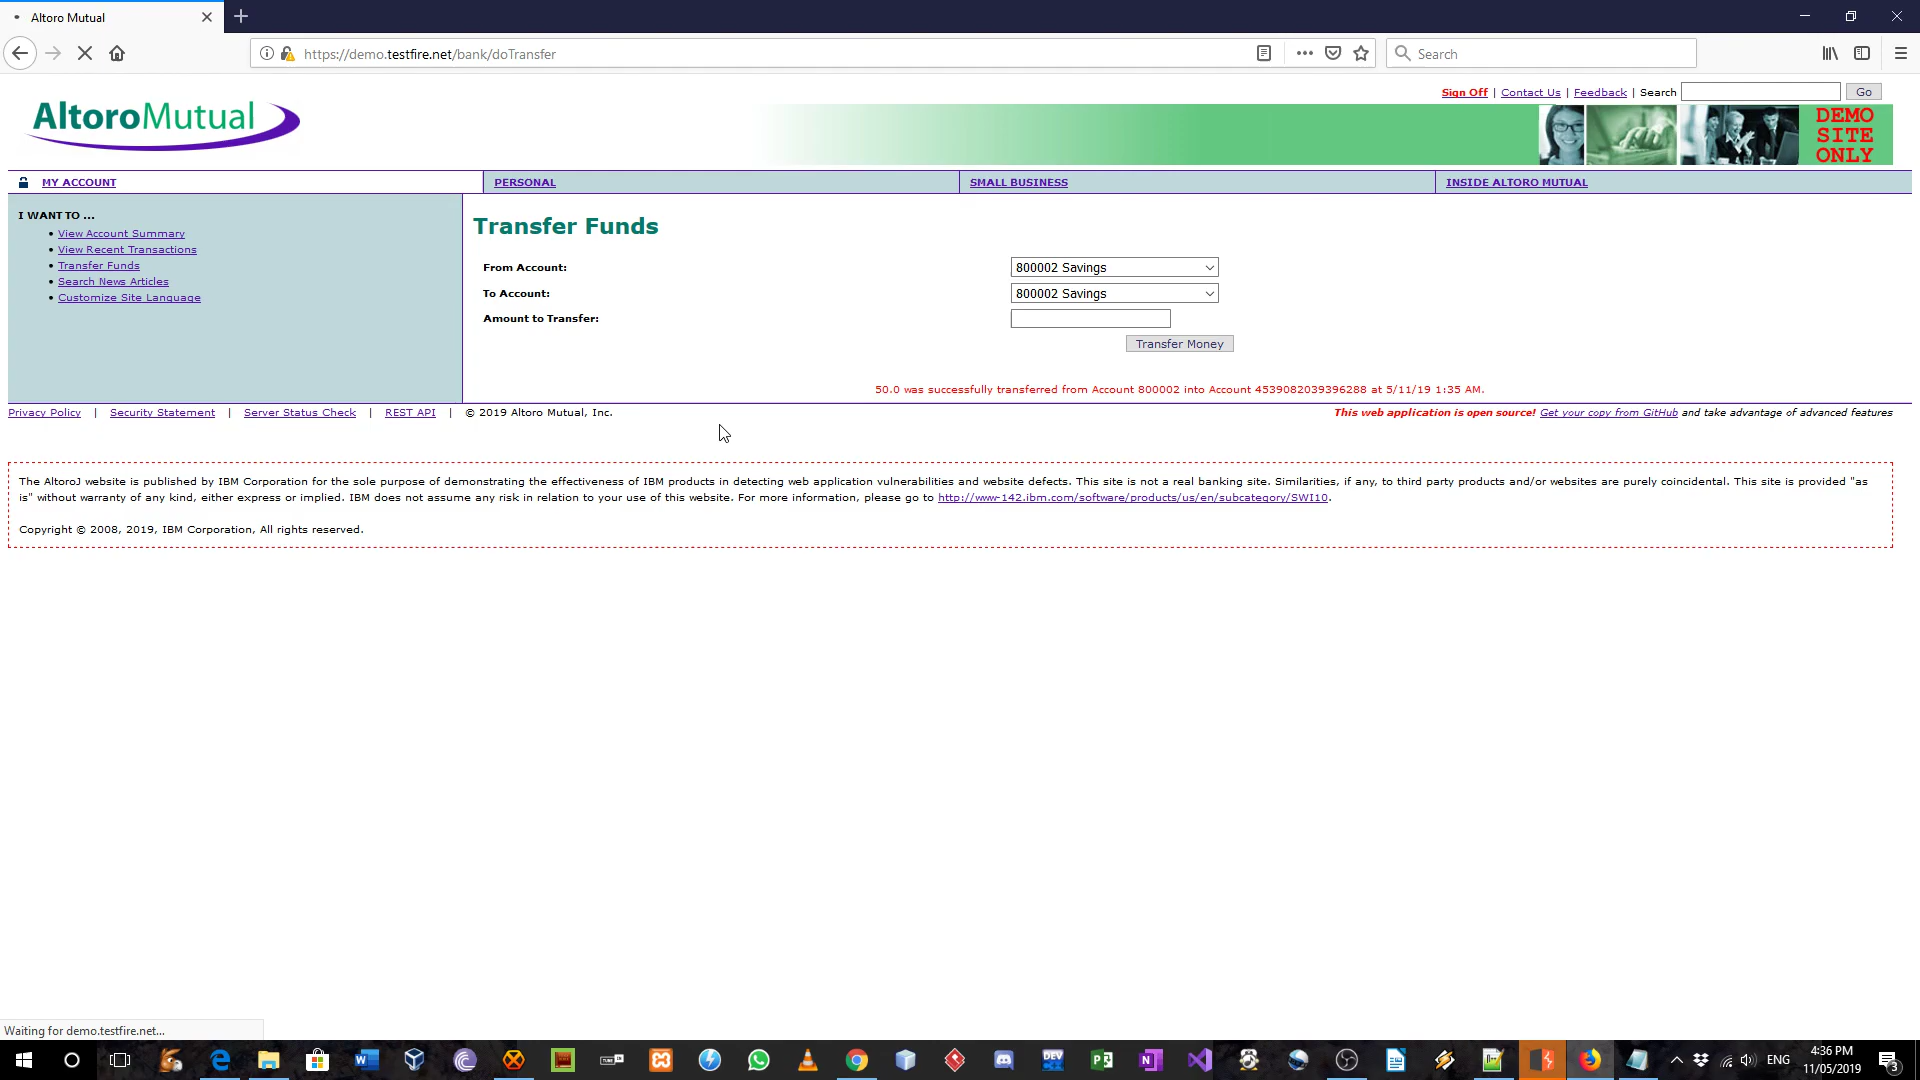 Altoro Mutual
https://demo.testfire.net/bank/doTransfer
Search
Sign Off | Contact Us | Feedback | Search Go
AltoroMutual
DEMO
SITE
ONLY
MY ACCOUNT
PERSONAL
SMALL BUSINESS
INSIDE ALTORO MUTUAL
I WANT TO ...
• View Account Summary
• View Recent Transactions
• Transfer Funds
• Search News Articles
• Customize Site Language
Transfer Funds
From Account: 800002 Savings
To Account: 800002 Savings
Amount to Transfer:
Transfer Money
50.0 was successfully transferred from Account 800002 into Account 4539082039396288 at 5/11/19 1:35 AM.
Privacy Policy | Security Statement | Server Status Check | REST API | © 2019 Altoro Mutual, Inc.
This web application is open source! Get your copy from GitHub and take advantage of advanced features
The AltoroJ website is published by IBM Corporation for the sole purpose of demonstrating the effectiveness of IBM products in detecting web application vulnerabilities and website defects. This site is not a real banking site. Similarities, if any, to third party products and/or websites are purely coincidental. This site is provided "as
is" without warranty of any kind, either express or implied. IBM does not assume any risk in relation to your use of this website. For more information, please go to http://www-142.ibm.com/software/products/us/en/subcategory/SWI10.
Copyright © 2008, 2019, IBM Corporation, All rights reserved.
Waiting for demo.testfire.net...
ENG
4:36 PM
11/05/2019
3